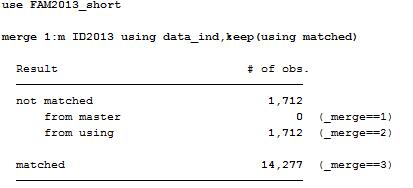 use FAM2013_short
merge 1:m ID2013 using data_ind,keep(using matched)
Result # of obs.
not matched 1,712
from master 0 (_merge==1)
from using 1,712 (_merge==2)
matched 14,277 (_merge==3)